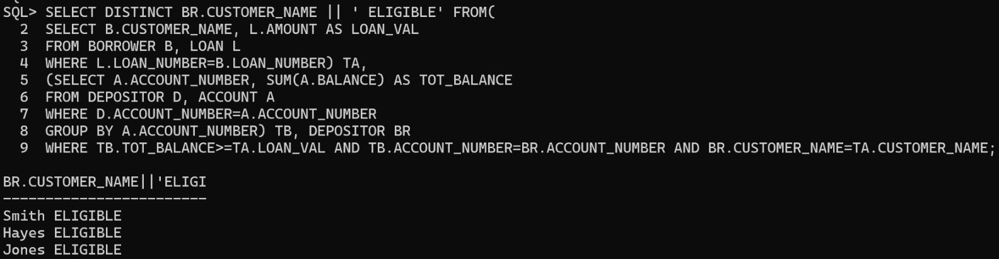 SQL> SELECT DISTINCT BR.CUSTOMER_NAME || ' ELIGIBLE' FROM(
2 SELECT B.CUSTOMER_NAME, L.AMOUNT AS LOAN_VAL
3 FROM BORROWER B, LOAN L
4 WHERE L.LOAN_NUMBER=B.LOAN_NUMBER) TA,
5 (SELECT A.ACCOUNT_NUMBER, SUM(A.BALANCE) AS TOT_BALANCE
6 FROM DEPOSITOR D, ACCOUNT A
7 WHERE D.ACCOUNT_NUMBER=A.ACCOUNT_NUMBER
8 GROUP BY A.ACCOUNT_NUMBER) TB, DEPOSITOR BR
9 WHERE TB.TOT_BALANCE>=TA.LOAN_VAL AND TB.ACCOUNT_NUMBER=BR.ACCOUNT_NUMBER AND BR.CUSTOMER_NAME=TA.CUSTOMER_NAME;
BR.CUSTOMER_NAME||'ELIGI
------------------------
Smith ELIGIBLE
Hayes ELIGIBLE
Jones ELIGIBLE